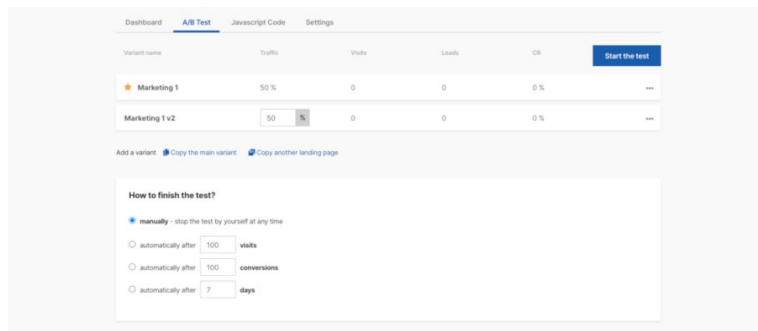 Dashboard A/B Test Javascript Code Settings
Variant name Traffic Visits Leads CR Start the test
Marketing 1 50 % 0 0 0 % •••
Marketing 1 v2 50 % 0 0 0 % •••
Add a variant Copy the main variant Copy another landing page
How to finish the test?
manually - stop the test by yourself at any time
automatically after 100 visits
automatically after 100 conversions
automatically after 7 days